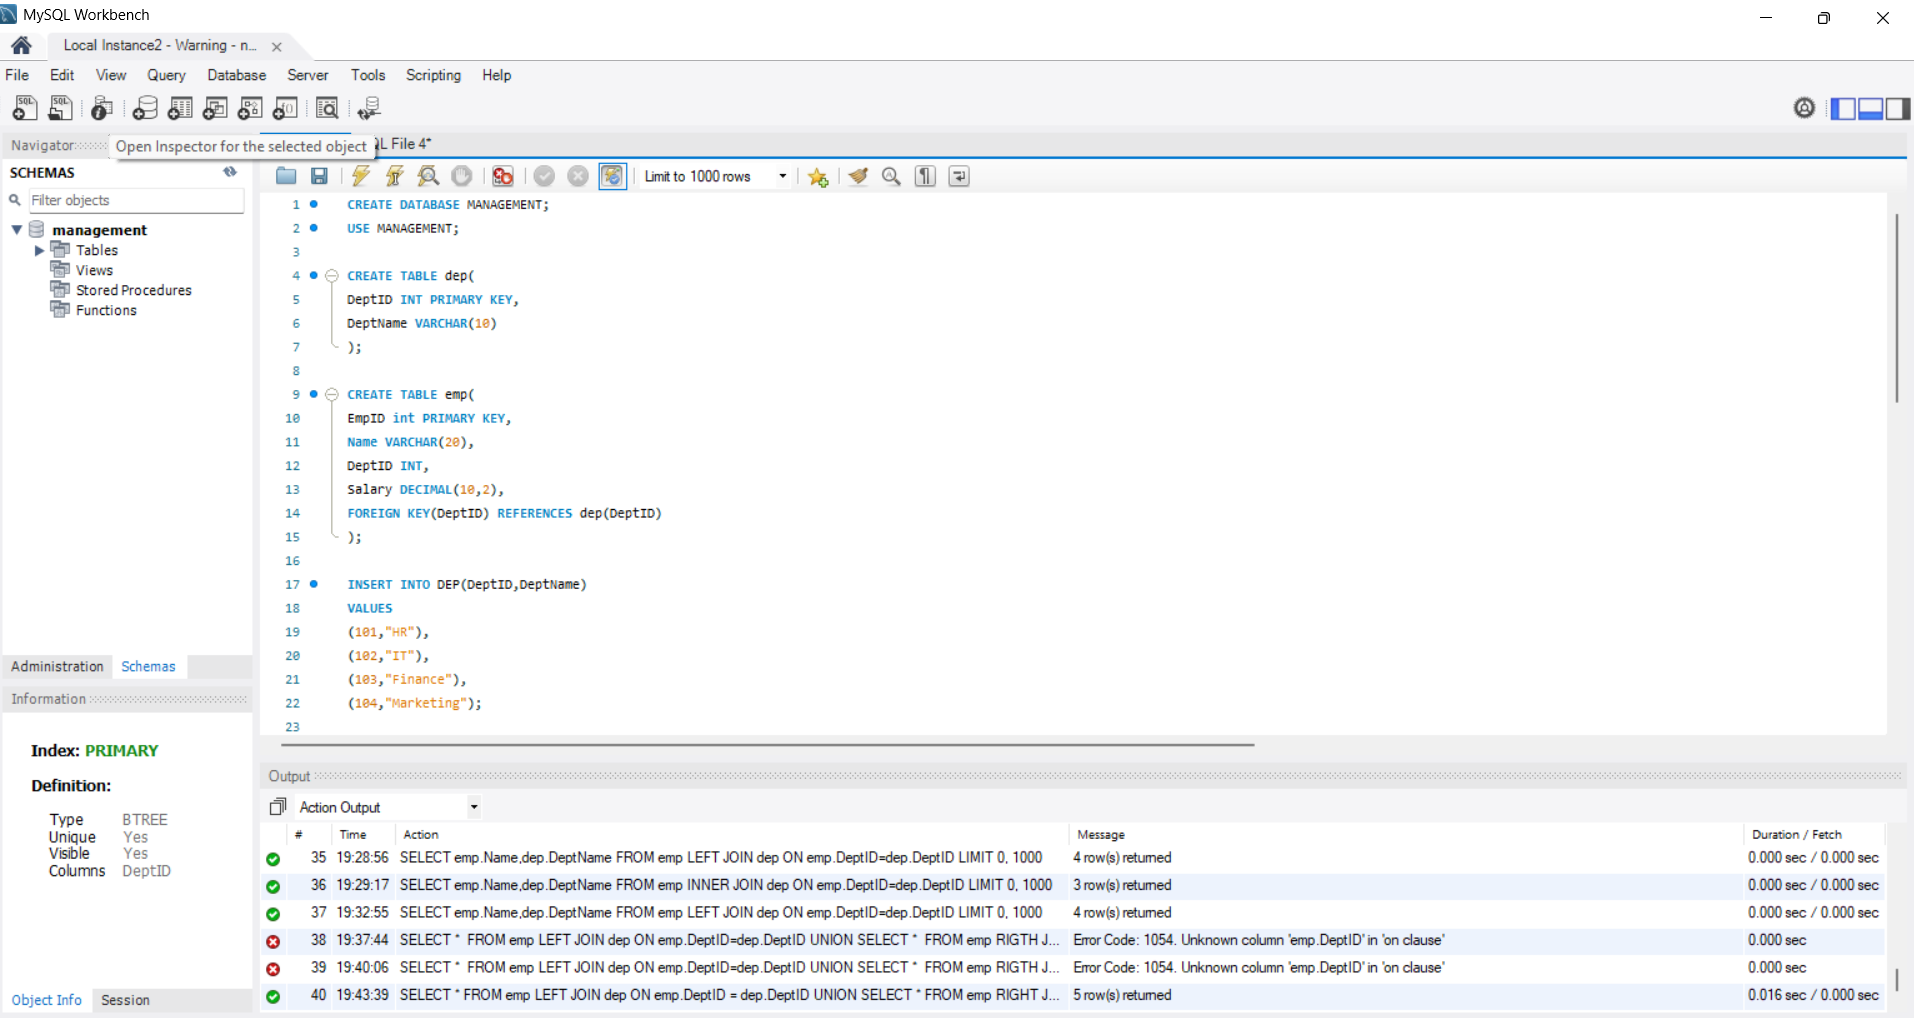 MySQL Workbench
Local Instance2 - Warning - n...
File Edit View Query Database Server Tools Scripting Help
Navigator
Open Inspector for the selected object
QL File 4*
SCHEMAS
Limit to 1000 rows
Filter objects
management
Tables
Views
Stored Procedures
Functions
1 CREATE DATABASE MANAGEMENT;
2 USE MANAGEMENT;
3
4 CREATE TABLE dep(
5 DeptID INT PRIMARY KEY,
6 DeptName VARCHAR(10)
7 );
8
9 CREATE TABLE emp(
10 EmpID int PRIMARY KEY,
11 Name VARCHAR(20),
12 DeptID INT,
13 Salary DECIMAL(10,2),
14 FOREIGN KEY(DeptID) REFERENCES dep(DeptID)
15 );
16
17 INSERT INTO DEP(DeptID,DeptName)
18 VALUES
19 (101,"HR"),
20 (102,"IT"),
21 (103,"Finance"),
22 (104,"Marketing");
23
Administration Schemas
Information
Index: PRIMARY
Definition:
Type BTREE
Unique Yes
Visible Yes
Columns DeptID
Object Info Session
Output
Action Output
# Time Action Message Duration / Fetch
35 19:28:56 SELECT emp.Name,dep.DeptName FROM emp LEFT JOIN dep ON emp.DeptID=dep.DeptID LIMIT 0, 1000 4 row(s) returned 0.000 sec / 0.000 sec
36 19:29:17 SELECT emp.Name,dep.DeptName FROM emp INNER JOIN dep ON emp.DeptID=dep.DeptID LIMIT 0, 1000 3 row(s) returned 0.000 sec / 0.000 sec
37 19:32:55 SELECT emp.Name,dep.DeptName FROM emp LEFT JOIN dep ON emp.DeptID=dep.DeptID LIMIT 0, 1000 4 row(s) returned 0.000 sec / 0.000 sec
38 19:37:44 SELECT * FROM emp LEFT JOIN dep ON emp.DeptID=dep.DeptID UNION SELECT * FROM emp RIGTH J... Error Code: 1054. Unknown column 'emp.DeptID' in 'on clause' 0.000 sec
39 19:40:06 SELECT * FROM emp LEFT JOIN dep ON emp.DeptID=dep.DeptID UNION SELECT * FROM emp RIGTH J... Error Code: 1054. Unknown column 'emp.DeptID' in 'on clause' 0.000 sec
40 19:43:39 SELECT * FROM emp LEFT JOIN dep ON emp.DeptID = dep.DeptID UNION SELECT * FROM emp RIGHT J... 5 row(s) returned 0.016 sec / 0.000 sec